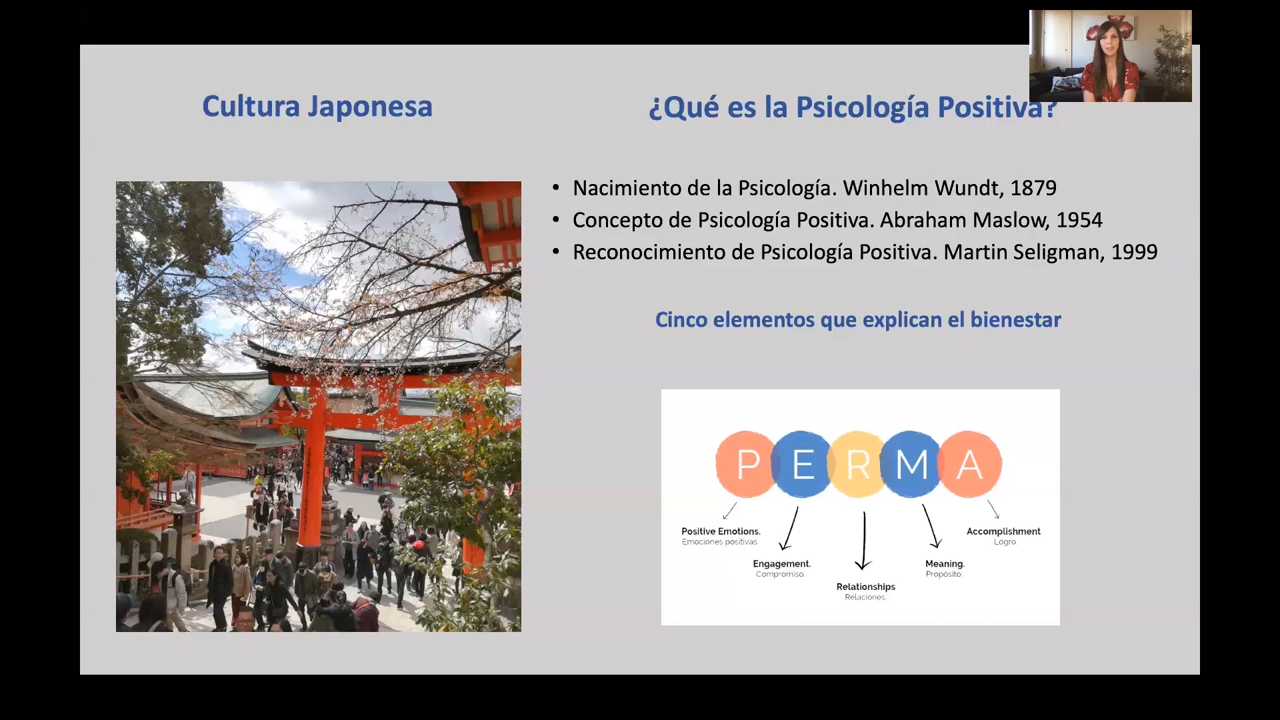 Cultura Japonesa
¿Qué es la Psicología Positiva?
• Nacimiento de la Psicología. Winhelm Wundt, 1879
• Concepto de Psicología Positiva. Abraham Maslow, 1954
• Reconocimiento de Psicología Positiva. Martin Seligman, 1999
Cinco elementos que explican el bienestar
P E R M A
Positive Emotions.
Emociones positivas.
Engagement.
Compromiso.
Relationships
Relaciones.
Meaning.
Propósito.
Accomplishment
Logro.